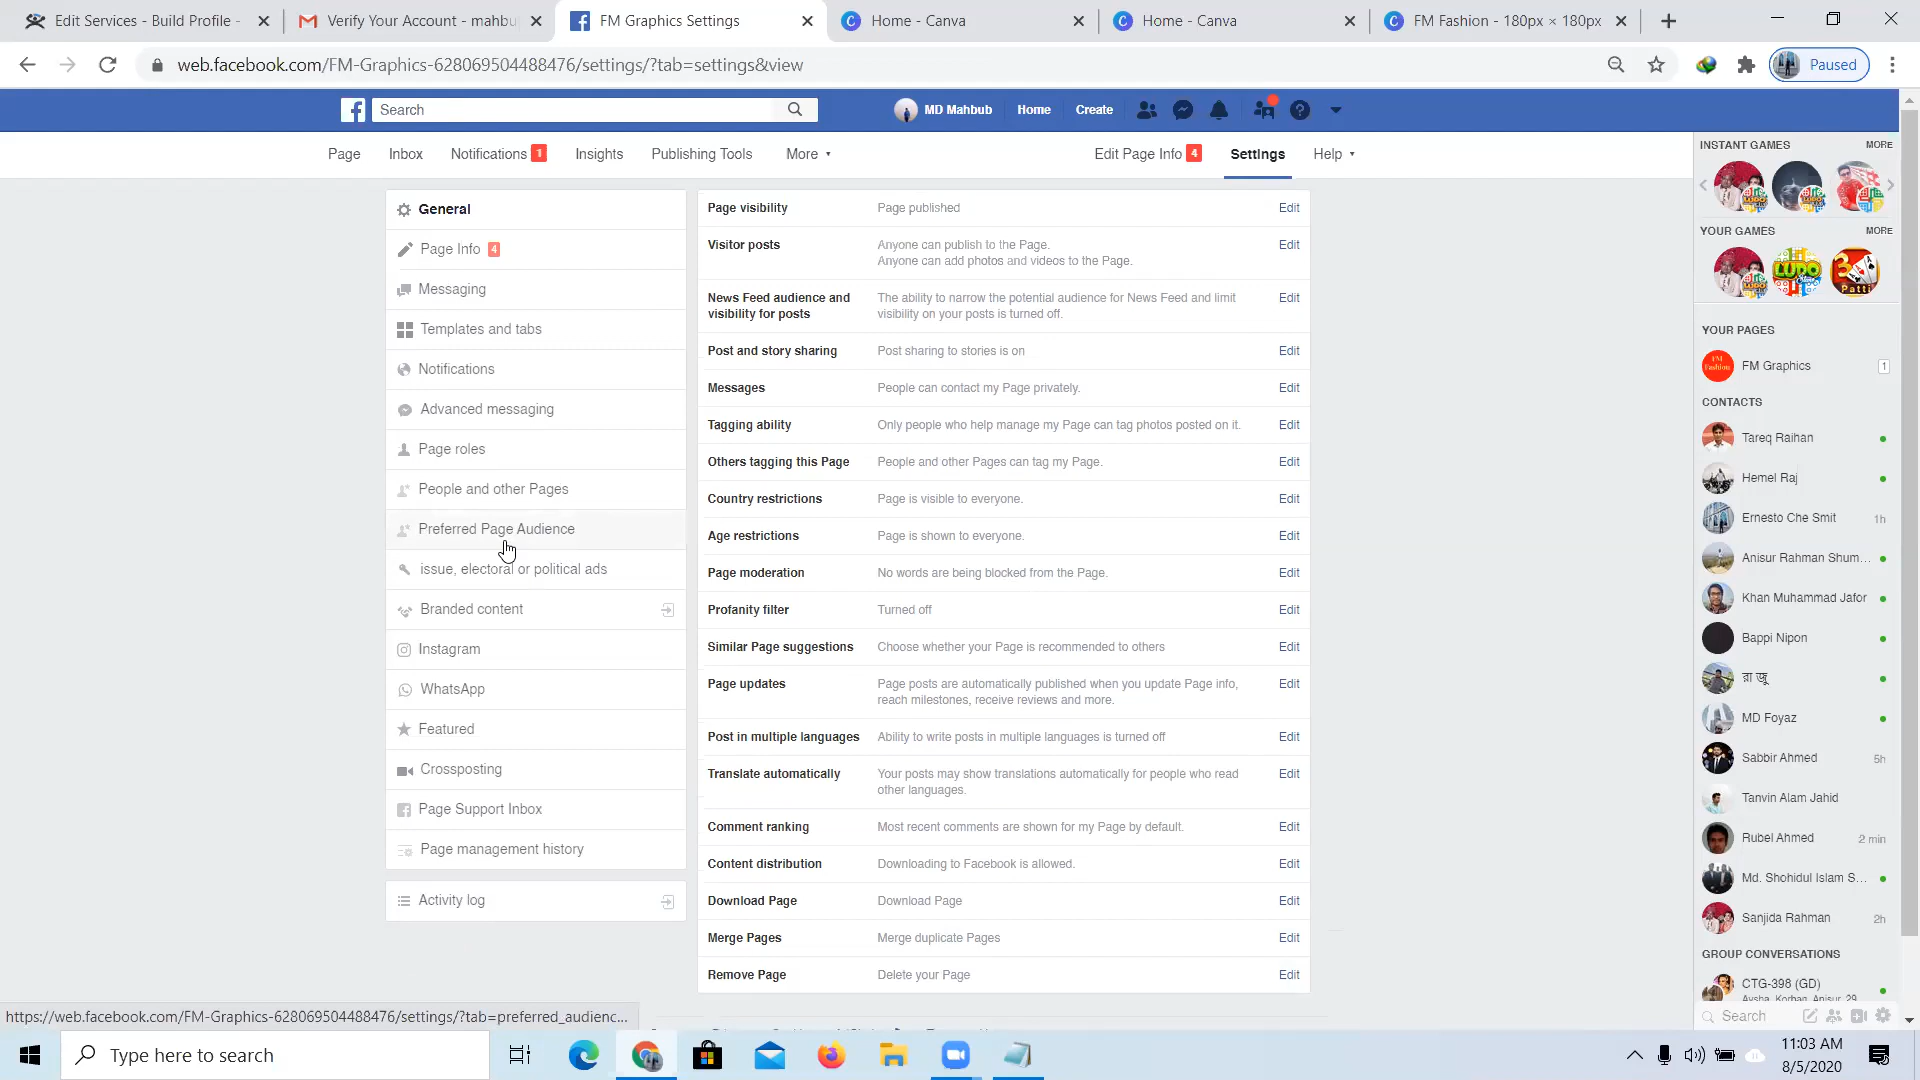 Edit Services - Build Profile -
Verify Your Account - mahbu
FM Graphics Settings
Home - Canva
Home - Canva
FM Fashion - 180px × 180px
web.facebook.com/FM-Graphics-628069504488476/settings/?tab=settings&view
Paused
Search
MD Mahbub
Home
Create
Page
Inbox
Notifications 1
Insights
Publishing Tools
More
Edit Page Info 4
Settings
Help
General
Page Info 4
Messaging
Templates and tabs
Notifications
Advanced messaging
Page roles
People and other Pages
Preferred Page Audience
issue, electoral or political ads
Branded content
Instagram
WhatsApp
Featured
Crossposting
Page Support Inbox
Page management history
Activity log
Page visibility Page published Edit
Visitor posts Anyone can publish to the Page. Edit
Anyone can add photos and videos to the Page.
News Feed audience and The ability to narrow the potential audience for News Feed and limit Edit
visibility for posts visibility on your posts is turned off.
Post and story sharing Post sharing to stories is on Edit
Messages People can contact my Page privately. Edit
Tagging ability Only people who help manage my Page can tag photos posted on it. Edit
Others tagging this Page People and other Pages can tag my Page. Edit
Country restrictions Page is visible to everyone. Edit
Age restrictions Page is shown to everyone. Edit
Page moderation No words are being blocked from the Page. Edit
Profanity filter Turned off Edit
Similar Page suggestions Choose whether your Page is recommended to others Edit
Page updates Page posts are automatically published when you update Page info, Edit
reach milestones, receive reviews and more.
Post in multiple languages Ability to write posts in multiple languages is turned off Edit
Translate automatically Your posts may show translations automatically for people who read Edit
other languages.
Comment ranking Most recent comments are shown for my Page by default. Edit
Content distribution Downloading to Facebook is allowed. Edit
Download Page Download Page Edit
Merge Pages Merge duplicate Pages Edit
Remove Page Delete your Page Edit
INSTANT GAMES MORE
YOUR GAMES MORE
LUDO
3
Patti
YOUR PAGES
FM
Fashion
FM Graphics 1
CONTACTS
Tareq Raihan
Hemel Raj
Ernesto Che Smit 1h
Anisur Rahman Shum...
Khan Muhammad Jafor
Bappi Nipon
রা জু
MD Foyaz
Sabbir Ahmed 5h
Tanvin Alam Jahid
Rubel Ahmed 2 min
Md. Shohidul Islam S...
Sanjida Rahman 2h
GROUP CONVERSATIONS
CTG-398 (GD)
Aysha, Korban, Anisur, 29
Search
https://web.facebook.com/FM-Graphics-628069504488476/settings/?tab=preferred_audienc...
Type here to search
11:03 AM
8/5/2020